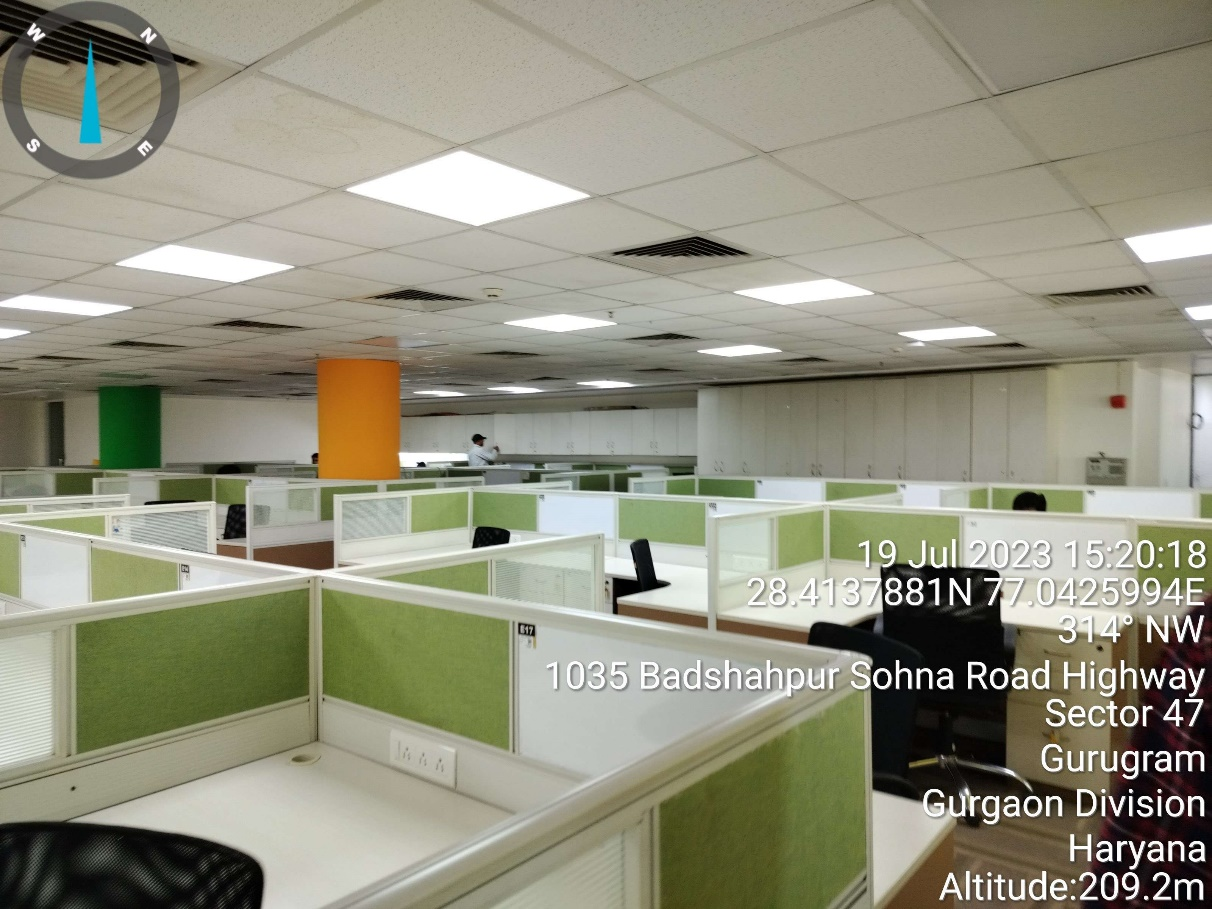 W
N
S
E
E17
19 Jul 2023 15:20:18
28.4137881N 77.0425994E
314° NW
1035 Badshahpur Sohna Road Highway
Sector 47
Gurugram
Gurgaon Division
Haryana
Altitude:209.2m